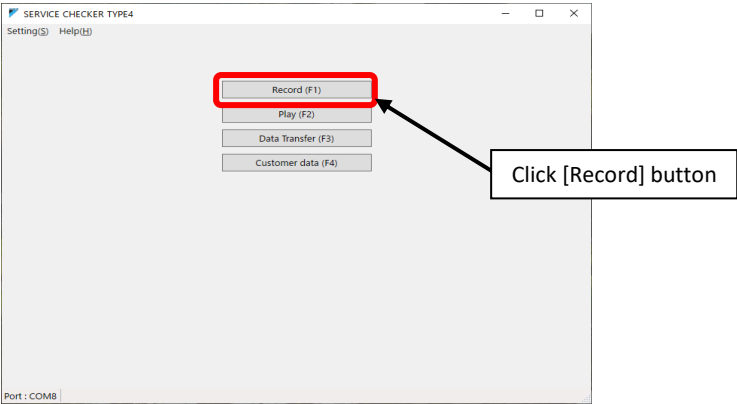 SERVICE CHECKER TYPE4
Setting(S) Help(H)
Record (F1)
Play (F2)
Data Transfer (F3)
Customer data (F4)
Click [Record] button
Port : COM8